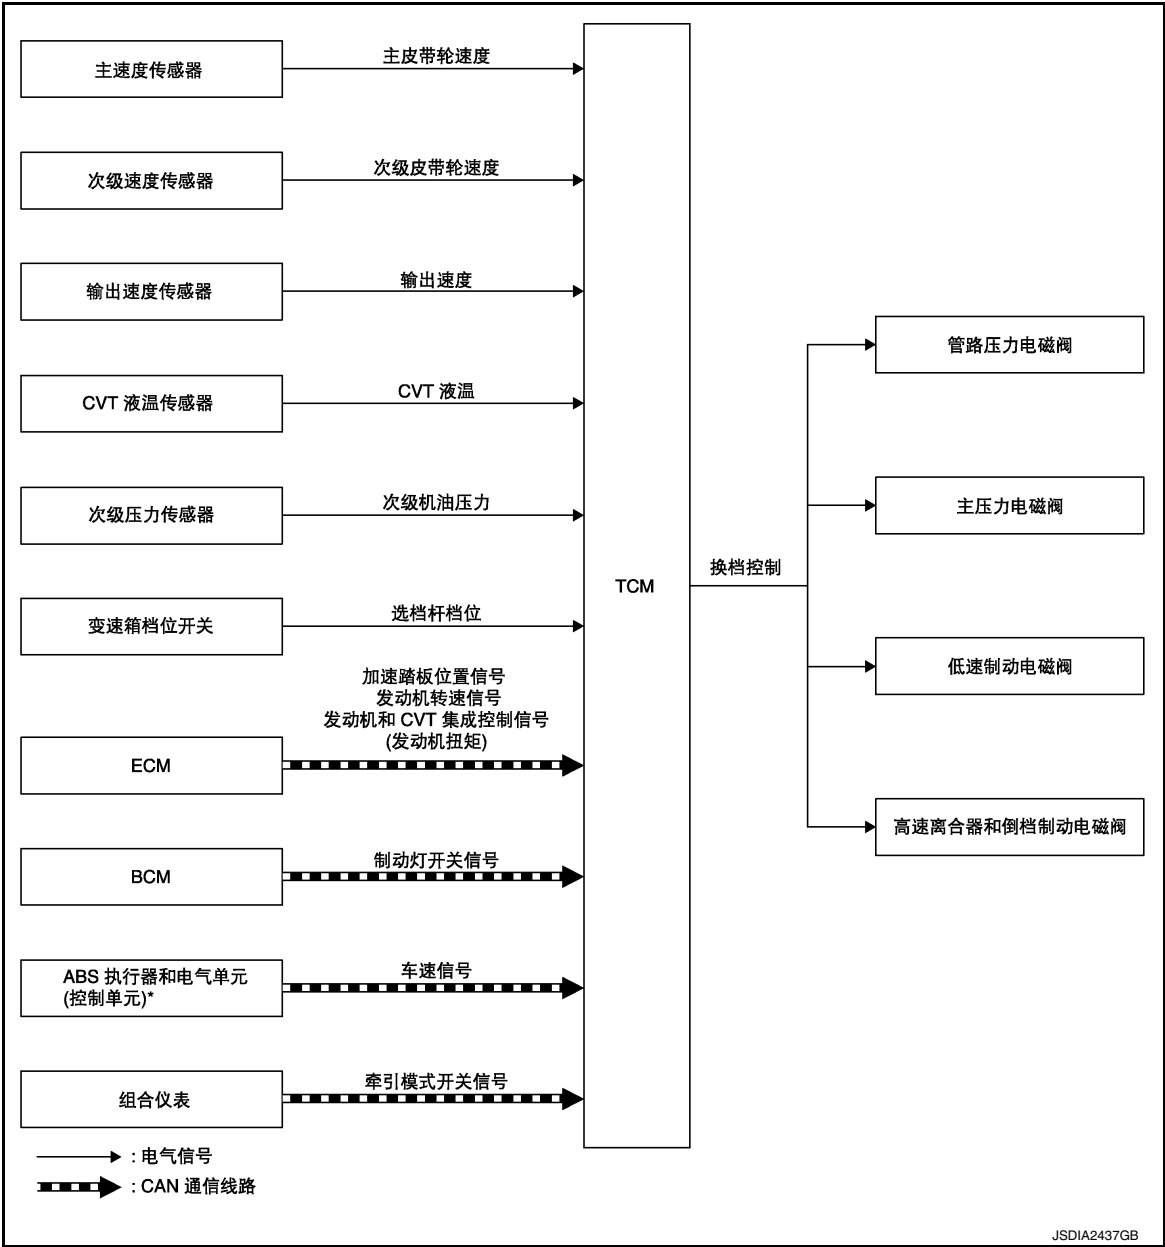 主速度传感器
主皮带轮速度
次级速度传感器
次级皮带轮速度
输出速度传感器
输出速度
CVT 液温传感器
CVT 液温
次级压力传感器
次级机油压力
变速箱档位开关
选档杆档位
ECM
加速踏板位置信号
发动机转速信号
发动机和 CVT 集成控制信号
(发动机扭矩)
BCM
制动灯开关信号
ABS 执行器和电气单元
(控制单元)*
车速信号
组合仪表
牵引模式开关信号
TCM
换档控制
管路压力电磁阀
主压力电磁阀
低速制动电磁阀
高速离合器和倒档制动电磁阀
: 电气信号
: CAN 通信线路
JSDIA2437GB